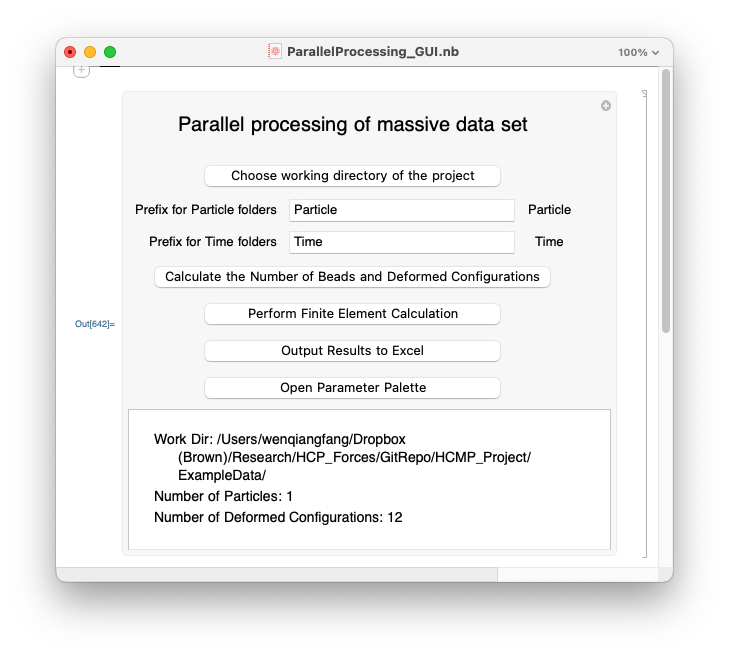 ParallelProcessing_GUI.nb
100%
Parallel processing of massive data set
Choose working directory of the project
Prefix for Particle folders Particle Particle
Prefix for Time folders Time Time
Calculate the Number of Beads and Deformed Configurations
Perform Finite Element Calculation
Out[642]=
Output Results to Excel
Open Parameter Palette
Work Dir: /Users/wenqiangfang/Dropbox
(Brown)/Research/HCP_Forces/GitRepo/HCMP_Project/
ExampleData/
Number of Particles: 1
Number of Deformed Configurations: 12